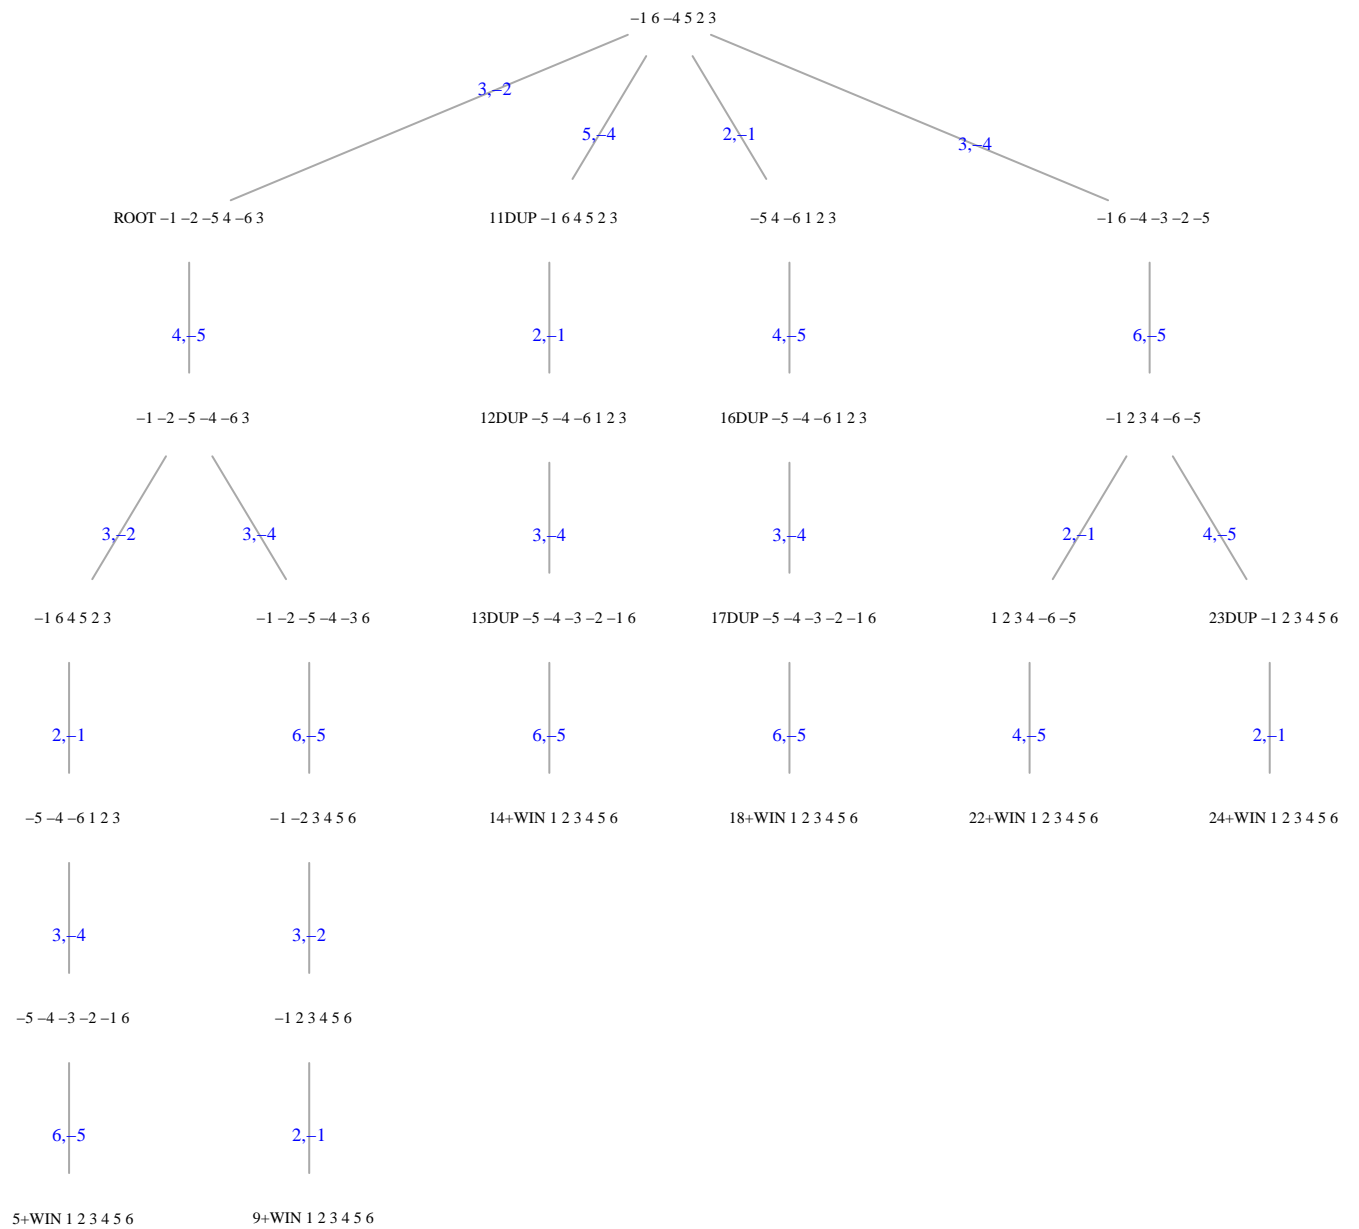 –1 6 –4 5 2 3
3,–2
5,–4
2,–1
3,–4
ROOT –1 –2 –5 4 –6 3
11DUP –1 6 4 5 2 3
–5 4 –6 1 2 3
–1 6 –4 –3 –2 –5
4,–5
2,–1
4,–5
6,–5
–1 –2 –5 –4 –6 3
12DUP –5 –4 –6 1 2 3
16DUP –5 –4 –6 1 2 3
–1 2 3 4 –6 –5
3,–2
3,–4
3,–4
3,–4
2,–1
4,–5
–1 6 4 5 2 3
–1 –2 –5 –4 –3 6
13DUP –5 –4 –3 –2 –1 6
17DUP –5 –4 –3 –2 –1 6
1 2 3 4 –6 –5
23DUP –1 2 3 4 5 6
2,–1
6,–5
6,–5
6,–5
4,–5
2,–1
–5 –4 –6 1 2 3
–1 –2 3 4 5 6
14+WIN 1 2 3 4 5 6
18+WIN 1 2 3 4 5 6
22+WIN 1 2 3 4 5 6
24+WIN 1 2 3 4 5 6
3,–4
3,–2
–5 –4 –3 –2 –1 6
–1 2 3 4 5 6
6,–5
2,–1
5+WIN 1 2 3 4 5 6
9+WIN 1 2 3 4 5 6